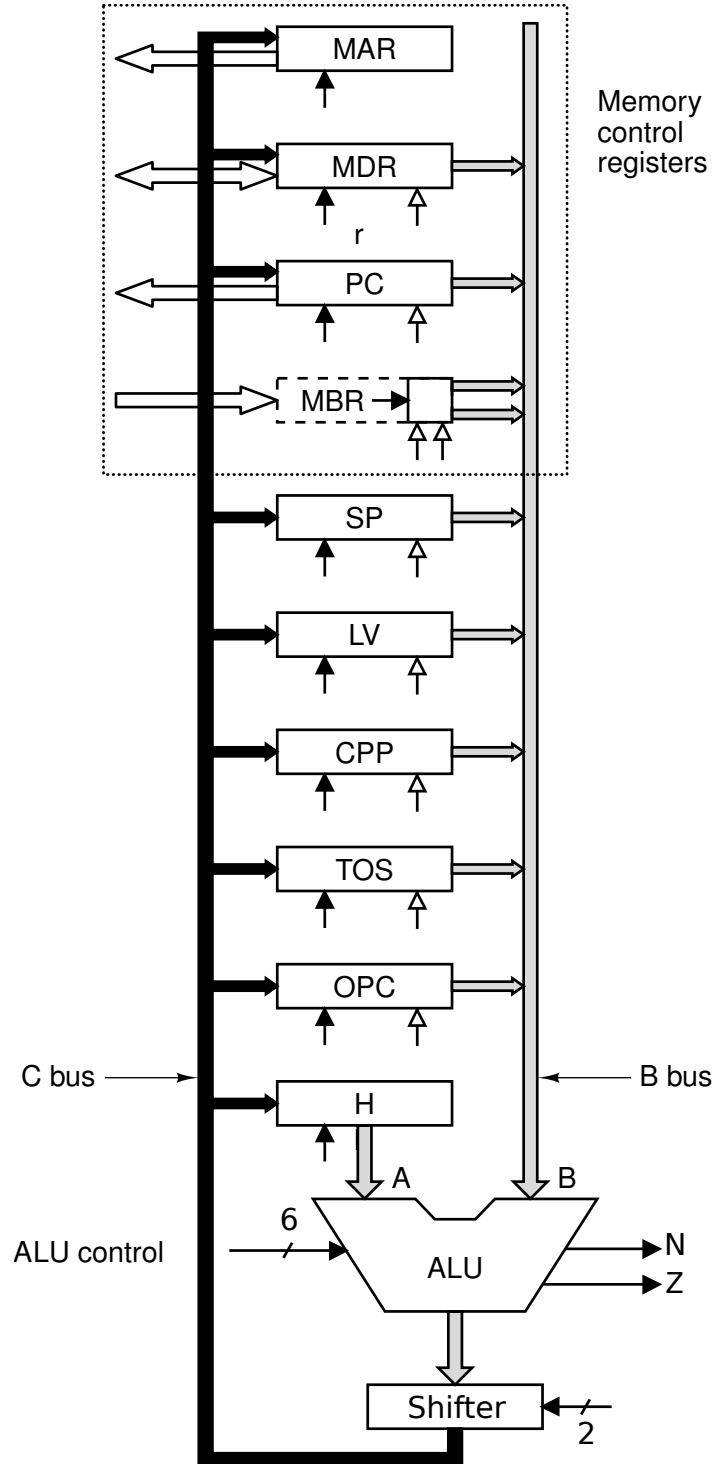 MAR
Memory
control
registers
MDR
r
PC
MBR
SP
LV
CPP
TOS
OPC
C bus
B bus
H
A
B
6
ALU control
ALU
N
Z
Shifter
2